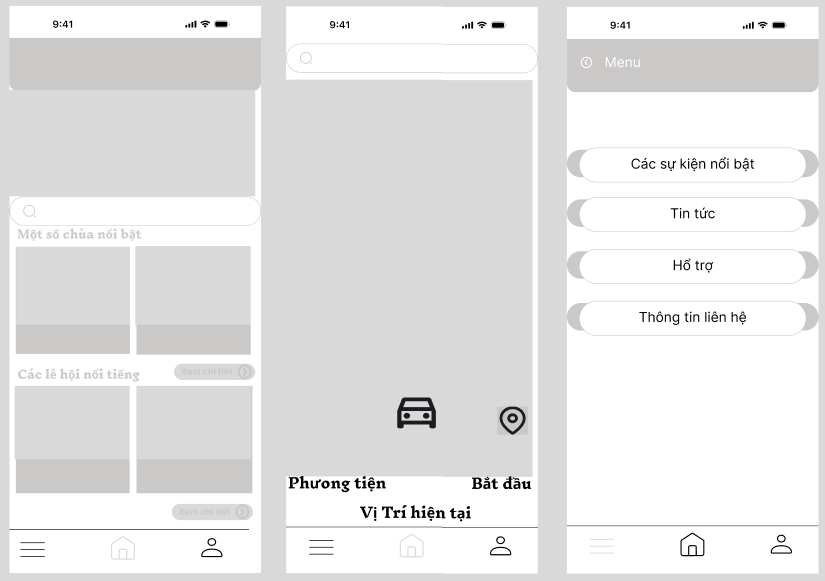 9:41
Một số chùa nổi bật
Các lễ hội nổi tiếng
Xem chi tiết
Xem chi tiết
9:41
Phương tiện
Bắt đầu
Vị Trí hiện tại
9:41
Menu
Các sự kiện nổi bật
Tin tức
Hổ trợ
Thông tin liên hệ